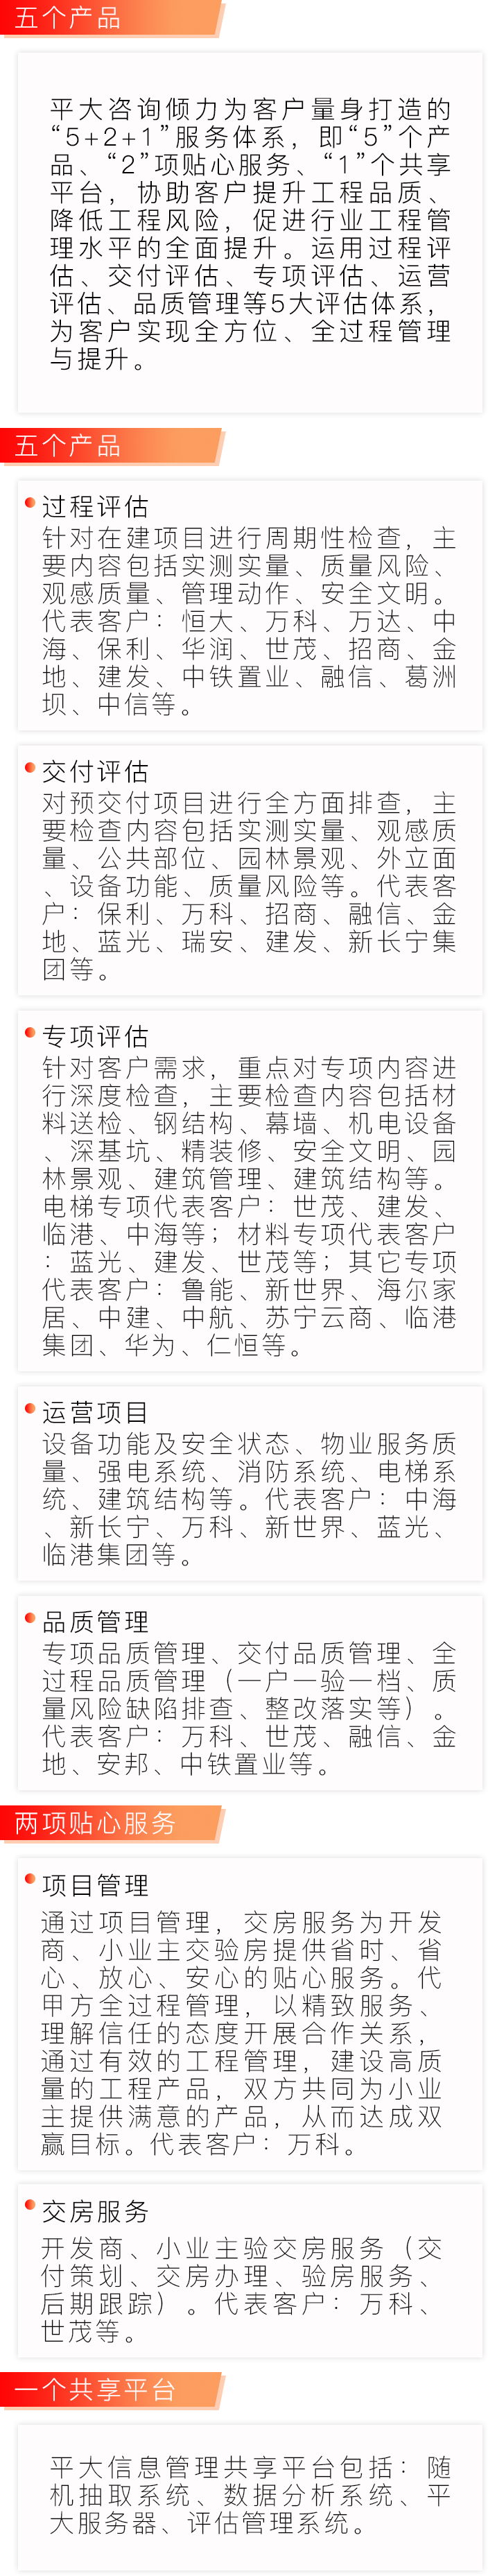 五个产品
平大咨询倾力为客户量身打造的
“5+2+1”服务体系，即“5”个产
品、“2”项贴心服务、“1”个共享
平台，协助客户提升工程品质、
降低工程风险，促进行业工程管
理水平的全面提升。运用过程评
估、交付评估、专项评估、运营
评估、品质管理等5大评估体系，
为客户实现全方位、全过程管理
与提升。
五个产品
过程评估
针对在建项目进行周期性检查，主
要内容包括实测实量、质量风险、
观感质量、管理动作、安全文明。
代表客户：恒大、万科、万达、中
海、保利、华润、世茂、招商、金
地、建发、中铁置业、融信、葛洲
坝、中信等。
交付评估
对预交付项目进行全方面排查，主
要检查内容包括实测实量、观感质
量、公共部位、园林景观、外立面
、设备功能、质量风险等。代表客
户：保利、万科、招商、融信、金
地、蓝光、瑞安、建发、新长宁集
团等。
专项评估
针对客户需求，重点对专项内容进
行深度检查，主要检查内容包括材
料送检、钢结构、幕墙、机电设备
、深基坑、精装修、安全文明、园
林景观、建筑管理、建筑结构等。
电梯专项代表客户：世茂、建发、
临港、中海等；材料专项代表客户
：蓝光、建发、世茂等；其它专项
代表客户：鲁能、新世界、海尔家
居、中建、中航、苏宁云商、临港
集团、华为、仁恒等。
运营项目
设备功能及安全状态、物业服务质
量、强电系统、消防系统、电梯系
统、建筑结构等。代表客户：中海
、新长宁、万科、新世界、蓝光、
临港集团等。
品质管理
专项品质管理、交付品质管理、全
过程品质管理（一户一验一档、质
量风险缺陷排查、整改落实等）。
代表客户：万科、世茂、融信、金
地、安邦、中铁置业等。
两项贴心服务
项目管理
通过项目管理，交房服务为开发
商、小业主交验房提供省时、省
心、放心、安心的贴心服务。代
甲方全过程管理，以精致服务、
理解信任的态度开展合作关系，
通过有效的工程管理，建设高质
量的工程产品，双方共同为小业
主提供满意的产品，从而达成双
赢目标。代表客户：万科。
交房服务
开发商、小业主验交房服务（交
付策划、交房办理、验房服务、
后期跟踪）。代表客户：万科、
世茂等。
一个共享平台
平大信息管理共享平台包括：随
机抽取系统、数据分析系统、平
大服务器、评估管理系统。